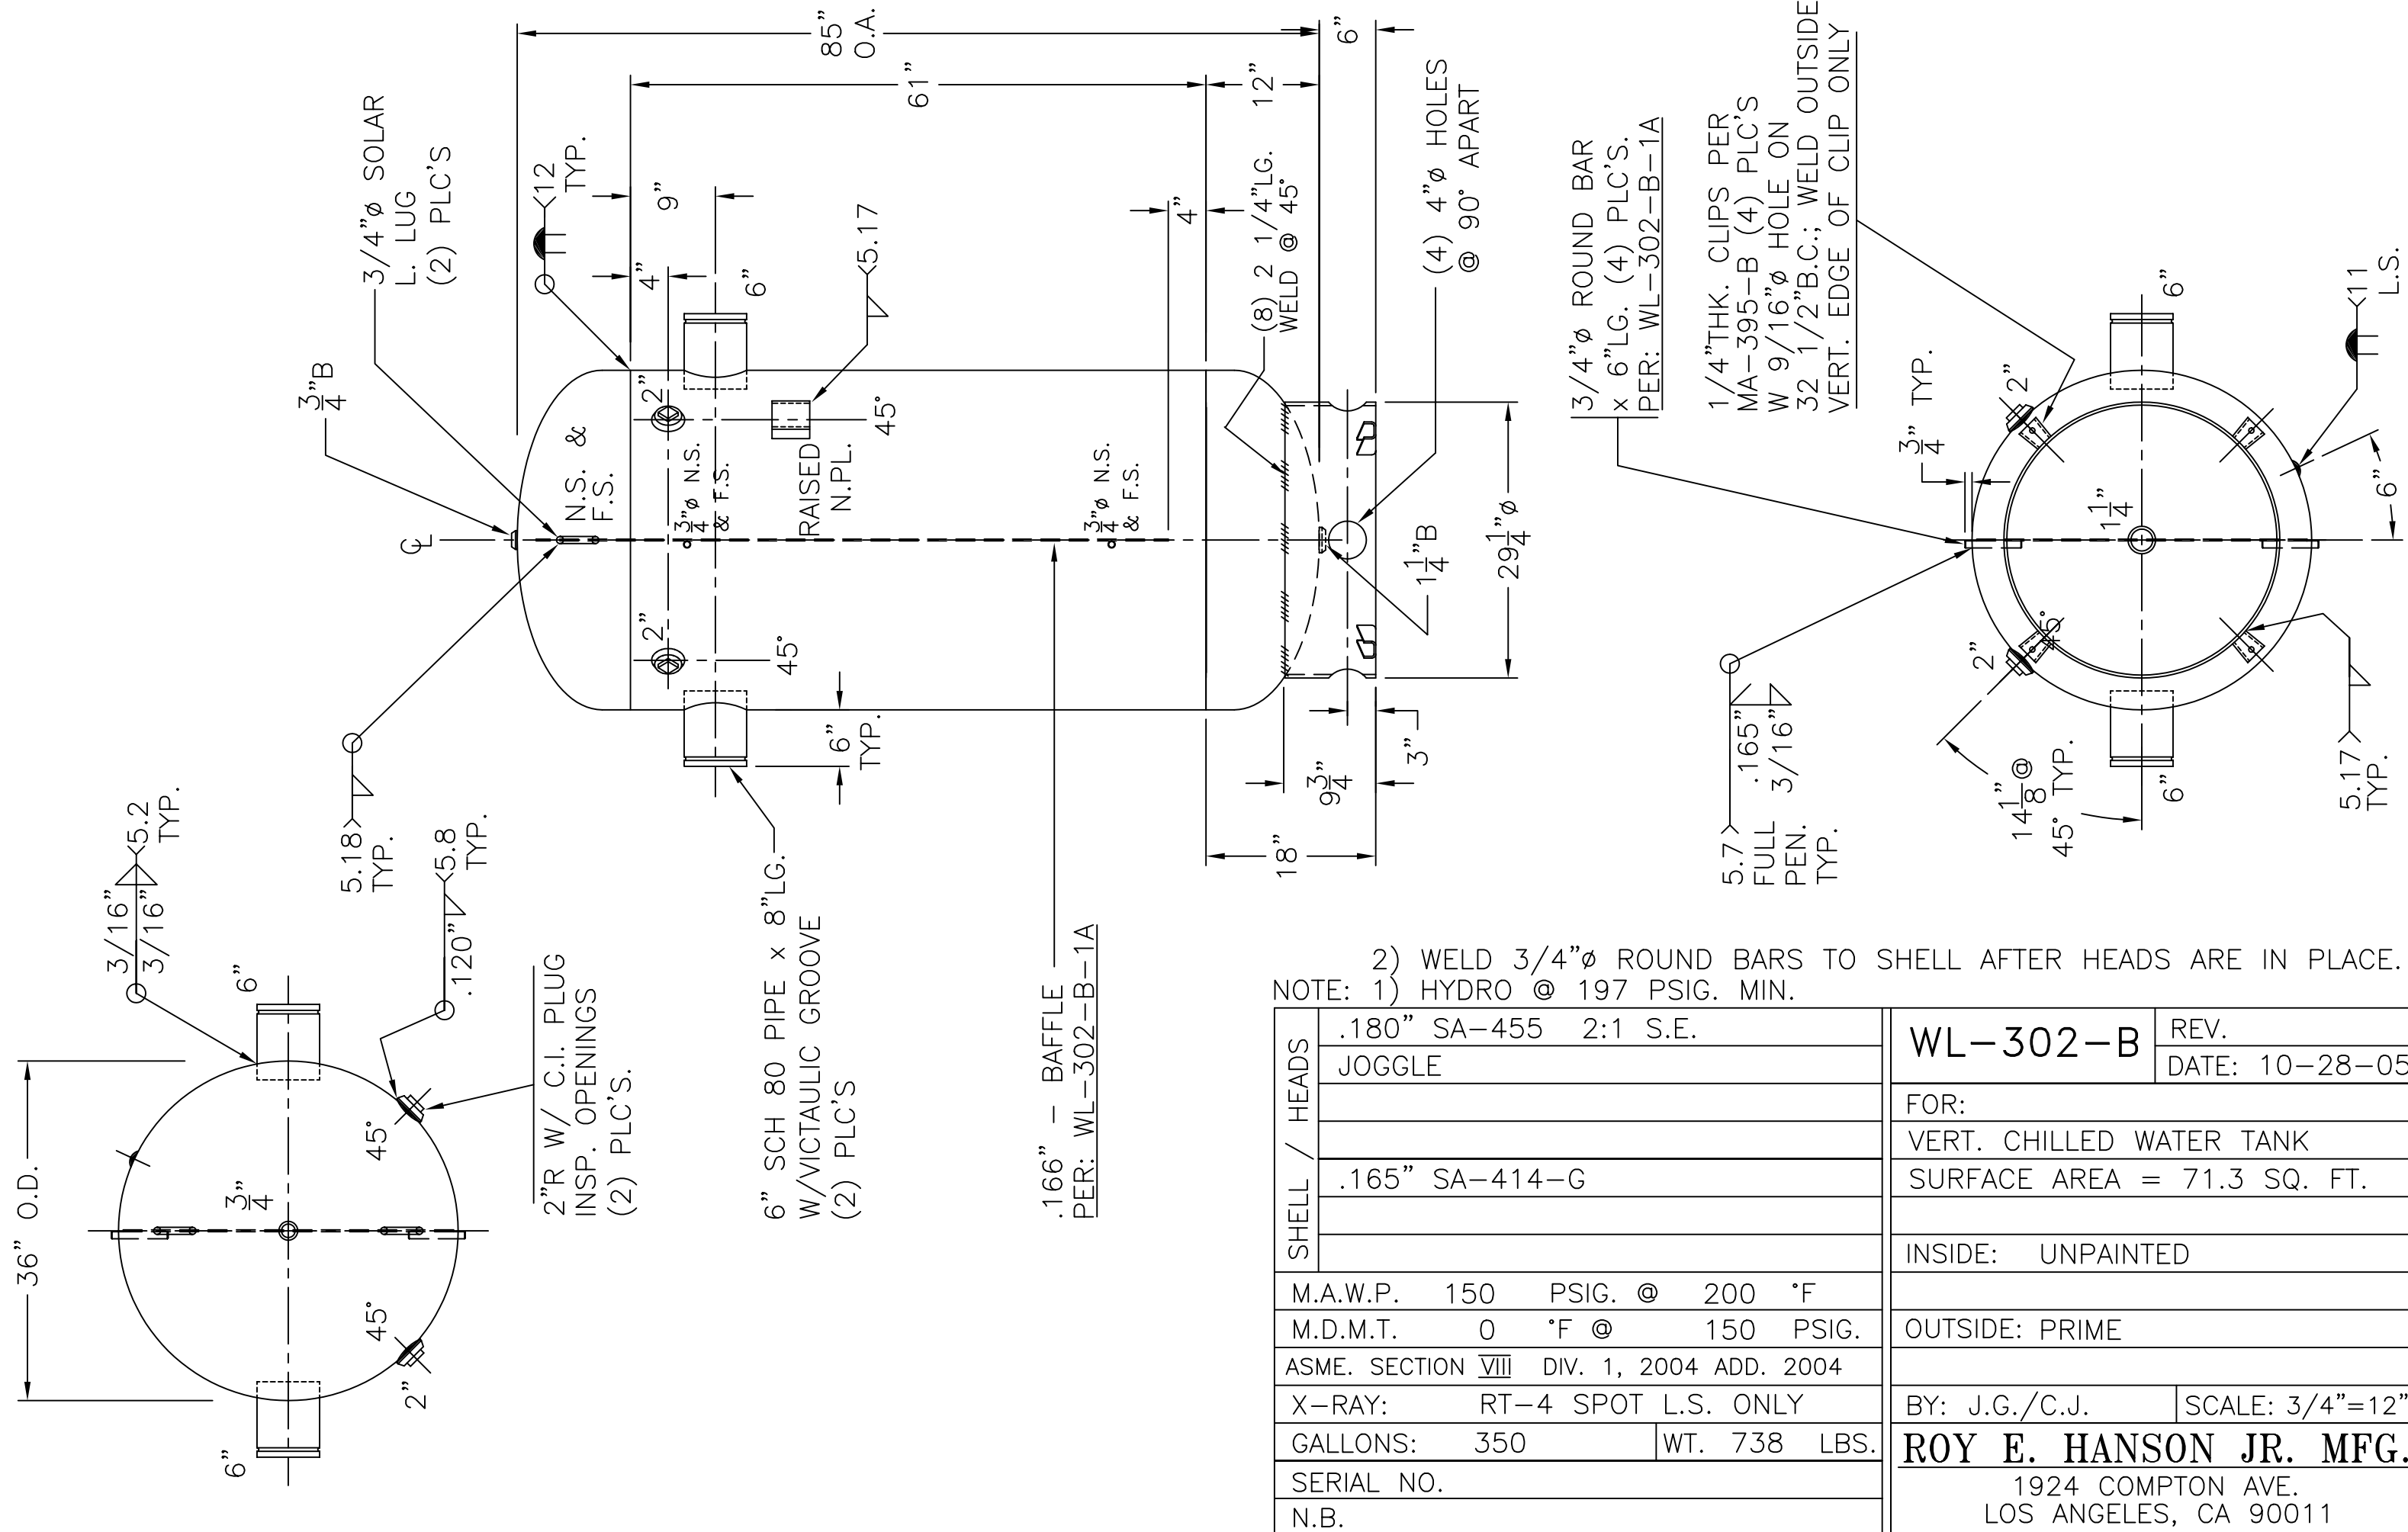 85"
O.A.
61"
12"
6"
3/4"ø SOLAR
L. LUG
(2) PLC'S
12
TYP.
9"
4"
5.17
4"
3/4"B
N.S. &
F.S.
2"
6"
45°
RAISED
N.PL.
3/4"ø N.S.
& F.S.
3/4"ø N.S.
& F.S.
(8) 2 1/4"LG.
WELD @ 45°
(4) 4"ø HOLES
@ 90° APART
CL
2"
45°
6"
TYP.
1 1/4"B
29 1/4"ø
3"
9 3/4"
18"
5.18
TYP.
6" SCH 80 PIPE x 8"LG.
W/VICTAULIC GROOVE
(2) PLC'S
.166" - BAFFLE
PER: WL-302-B-1A
3/16"
3/16"
5.2
TYP.
.120"
5.8
TYP.
2"R W/ C.I. PLUG
INSP. OPENINGS
(2) PLC'S.
36" O.D.
6"
45°
3/4"
45°
2"
6"
3/4"ø ROUND BAR
x 6"LG. (4) PLC'S.
PER: WL-302-B-1A
1/4"THK. CLIPS PER
MA-395-B (4) PLC'S
W 9/16"ø HOLE ON
32 1/2"B.C.; WELD OUTSIDE
VERT. EDGE OF CLIP ONLY
3/4" TYP.
2"
6"
11
L.S.
1 1/4"
6"
2"
45°
5.7
FULL
PEN.
TYP.
.165"
3/16"
14 1/8" @
45° TYP.
6"
5.17
TYP.
2) WELD 3/4"ø ROUND BARS TO SHELL AFTER HEADS ARE IN PLACE.
NOTE: 1) HYDRO @ 197 PSIG. MIN.
SHELL / HEADS
.180" SA-455 2:1 S.E.
JOGGLE
.165" SA-414-G
M.A.W.P. 150 PSIG. @ 200 °F
M.D.M.T. 0 °F @ 150 PSIG.
ASME. SECTION VIII DIV. 1, 2004 ADD. 2004
X-RAY: RT-4 SPOT L.S. ONLY
GALLONS: 350 WT. 738 LBS.
SERIAL NO.
N.B.
WL-302-B
REV.
DATE: 10-28-05
FOR:
VERT. CHILLED WATER TANK
SURFACE AREA = 71.3 SQ. FT.
INSIDE: UNPAINTED
OUTSIDE: PRIME
BY: J.G./C.J. SCALE: 3/4"=12"
ROY E. HANSON JR. MFG.
1924 COMPTON AVE.
LOS ANGELES, CA 90011